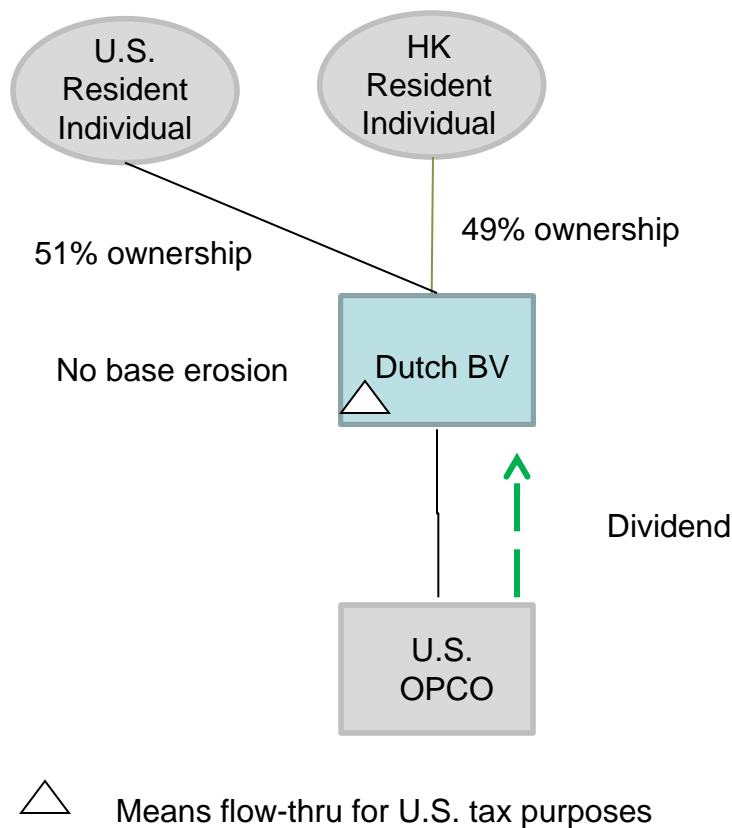 U.S.
Resident
Individual
HK
Resident
Individual
51% ownership
49% ownership
No base erosion
Dutch BV
Dividend
U.S.
OPCO
Means flow-thru for U.S. tax purposes